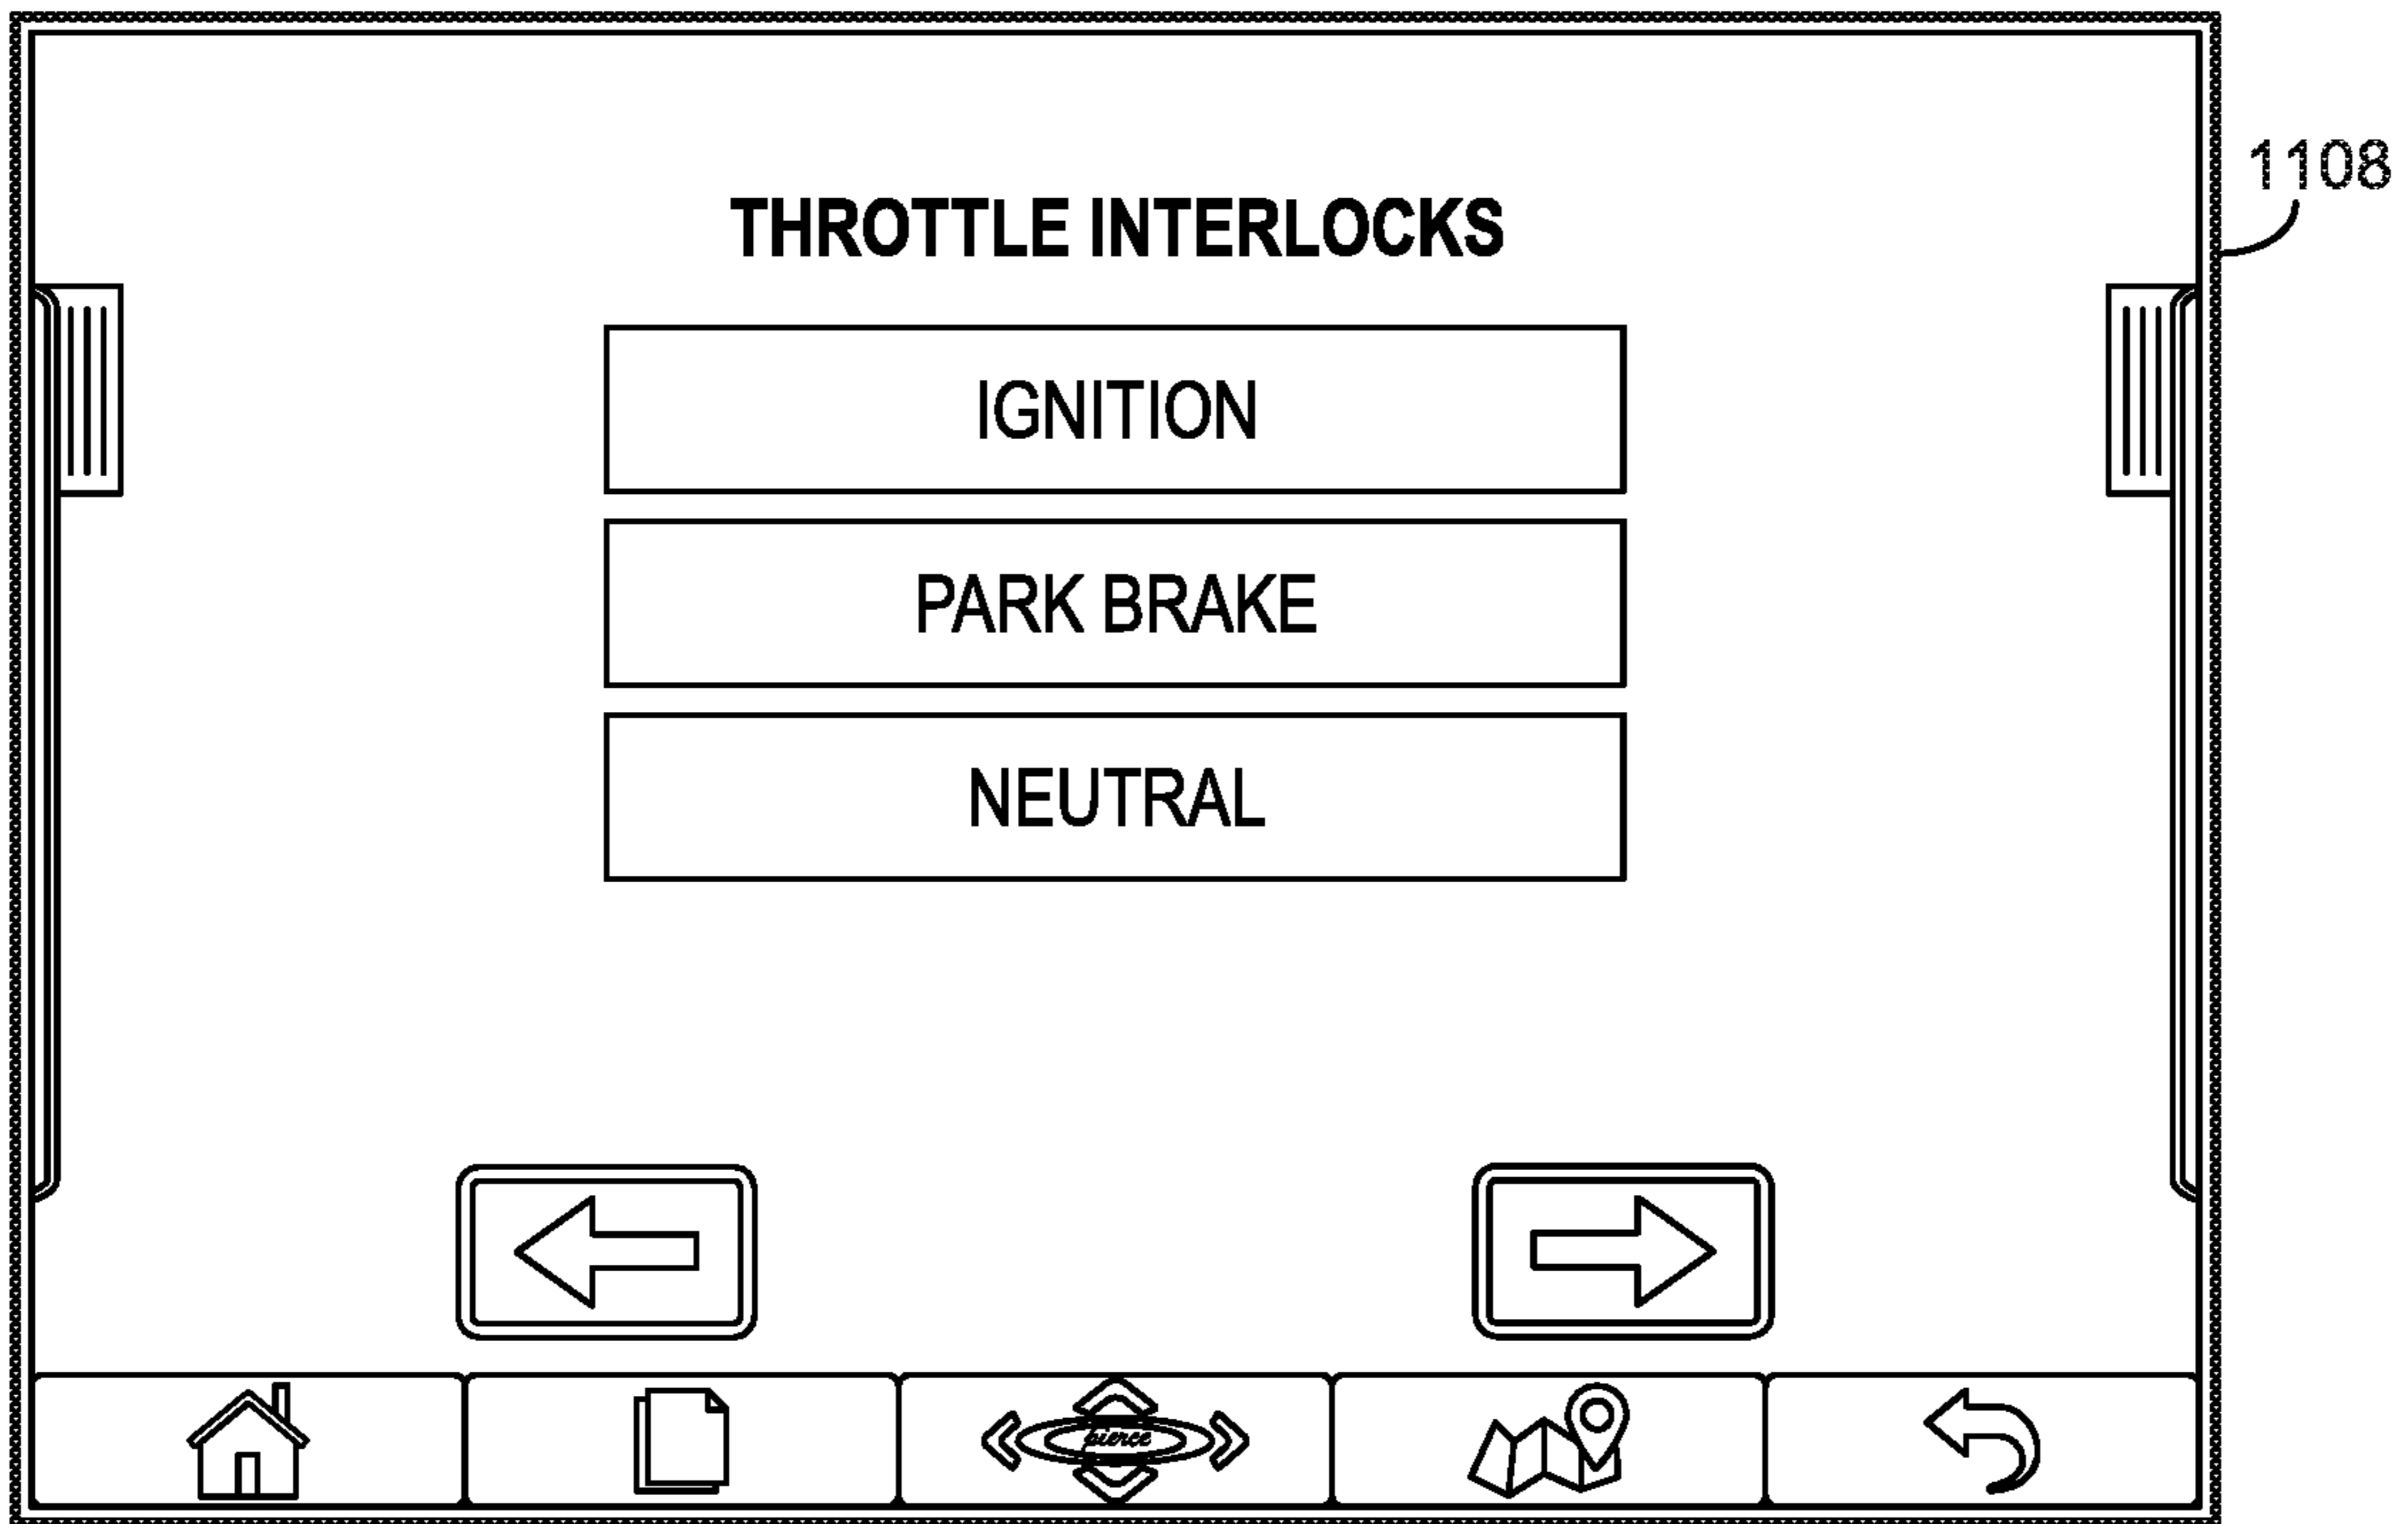 1108
THROTTLE INTERLOCKS
IGNITION
PARK BRAKE
NEUTRAL
pierce